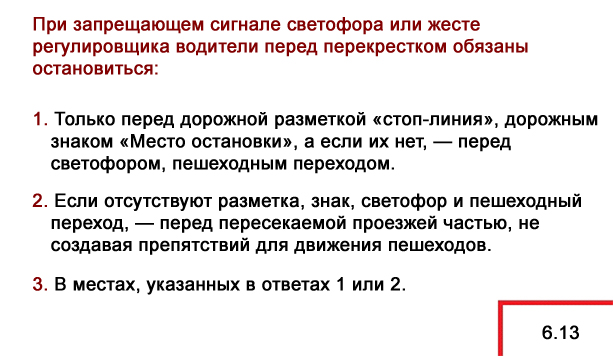 При запрещающем сигнале светофора или жесте
регулировщика водители перед перекрестком обязаны
остановиться:
1. Только перед дорожной разметкой «стоп-линия», дорожным
знаком «Место остановки», а если их нет, — перед
светофором, пешеходным переходом.
2. Если отсутствуют разметка, знак, светофор и пешеходный
переход, — перед пересекаемой проезжей частью, не
создавая препятствий для движения пешеходов.
3. В местах, указанных в ответах 1 или 2.
6.13